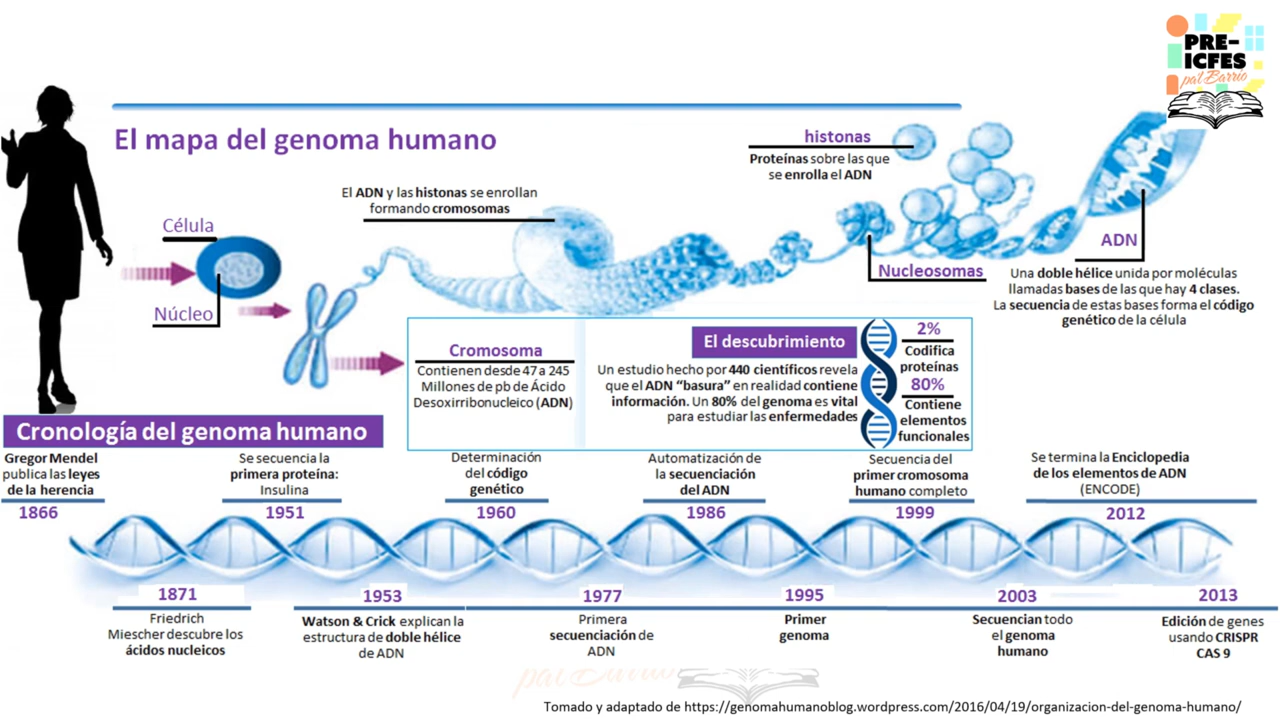 PRE-
ICFES
pal Barrio
El mapa del genoma humano
histonas
Proteínas sobre las que
se enrolla el ADN
El ADN y las histonas se enrollan
formando cromosomas
Célula
Núcleo
Nucleosomas
ADN
Una doble hélice unida por moléculas
llamadas bases de las que hay 4 clases.
La secuencia de estas bases forma el código
genético de la célula
Cromosoma
Contienen desde 47 a 245
Millones de pb de Ácido
Desoxirribonucleico (ADN)
El descubrimiento
Un estudio hecho por 440 científicos revela
que el ADN “basura” en realidad contiene
información. Un 80% del genoma es vital
para estudiar las enfermedades
2%
Codifica
proteínas
80%
Contiene
elementos
funcionales
Cronología del genoma humano
Gregor Mendel
publica las leyes
de la herencia
1866
Se secuencia la
primera proteína:
Insulina
1951
Determinación
del código
genético
1960
Automatización de
la secuenciación
del ADN
1986
Secuencia del
primer cromosoma
humano completo
1999
Se termina la Enciclopedia
de los elementos de ADN
(ENCODE)
2012
1871
Friedrich
Miescher descubre los
ácidos nucleicos
1953
Watson & Crick explican la
estructura de doble hélice
de ADN
1977
Primera
secuenciación de
ADN
1995
Primer
genoma
2003
Secuencian todo
el genoma
humano
2013
Edición de genes
usando CRISPR
CAS 9
pal Barrio
Tomado y adaptado de https://genomahumanoblog.wordpress.com/2016/04/19/organizacion-del-genoma-humano/